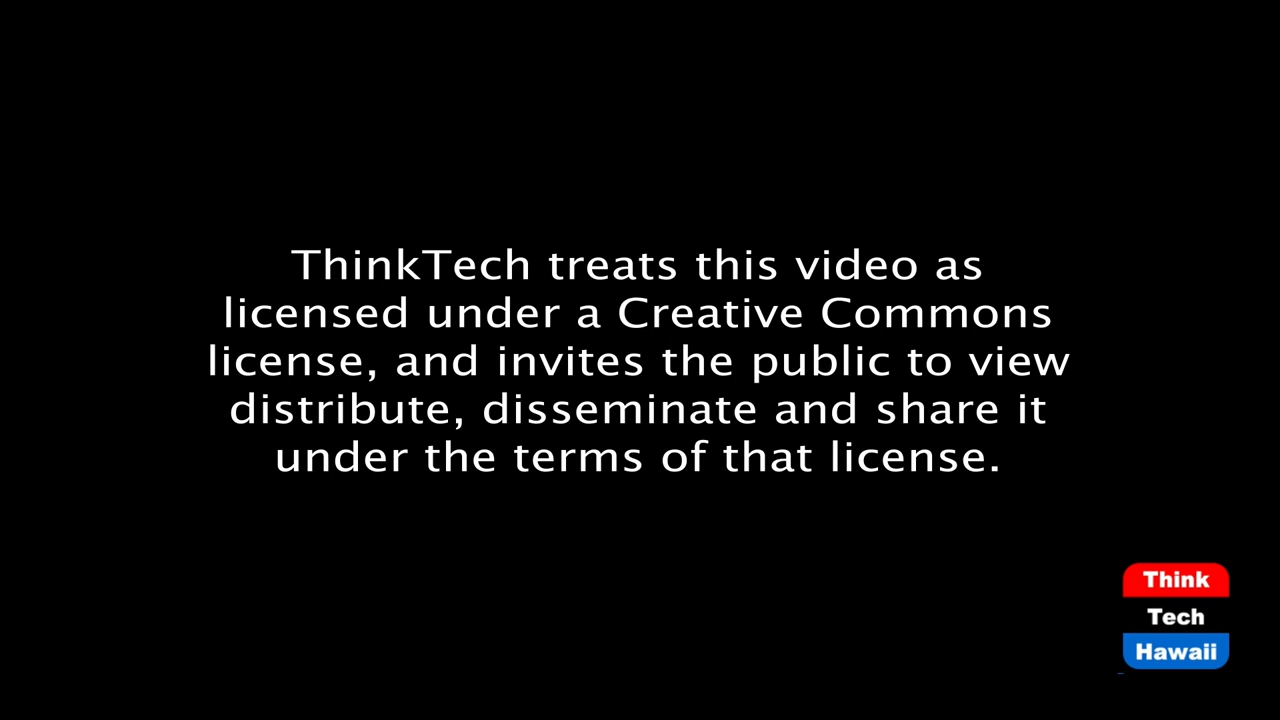 ThinkTech treats this video as
licensed under a Creative Commons
license, and invites the public to view
distribute, disseminate and share it
under the terms of that license.
Think
Tech
Hawaii